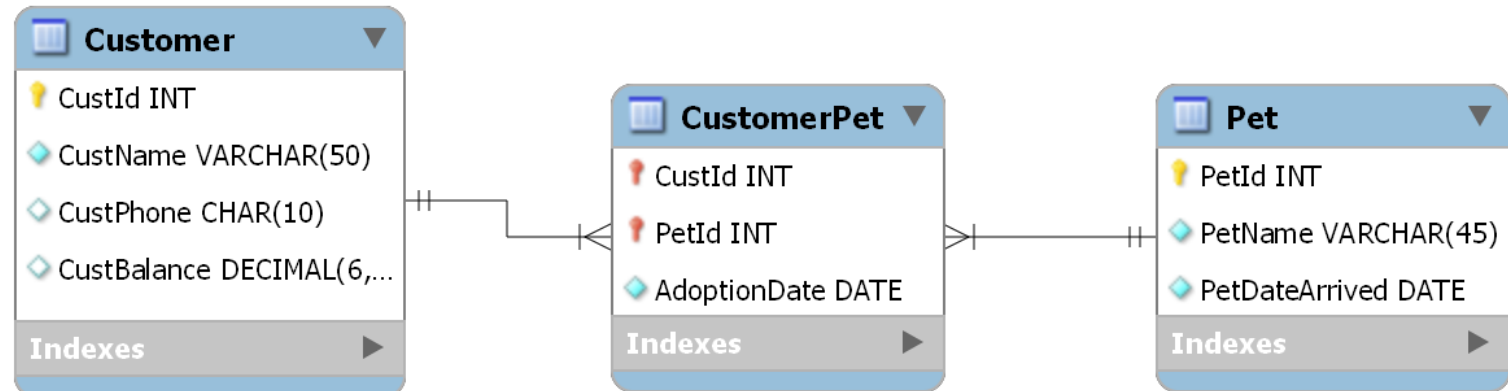 Customer
CustId INT
CustName VARCHAR(50)
CustPhone CHAR(10)
CustBalance DECIMAL(6,...
Indexes
CustomerPet
CustId INT
PetId INT
AdoptionDate DATE
Indexes
Pet
PetId INT
PetName VARCHAR(45)
PetDateArrived DATE
Indexes